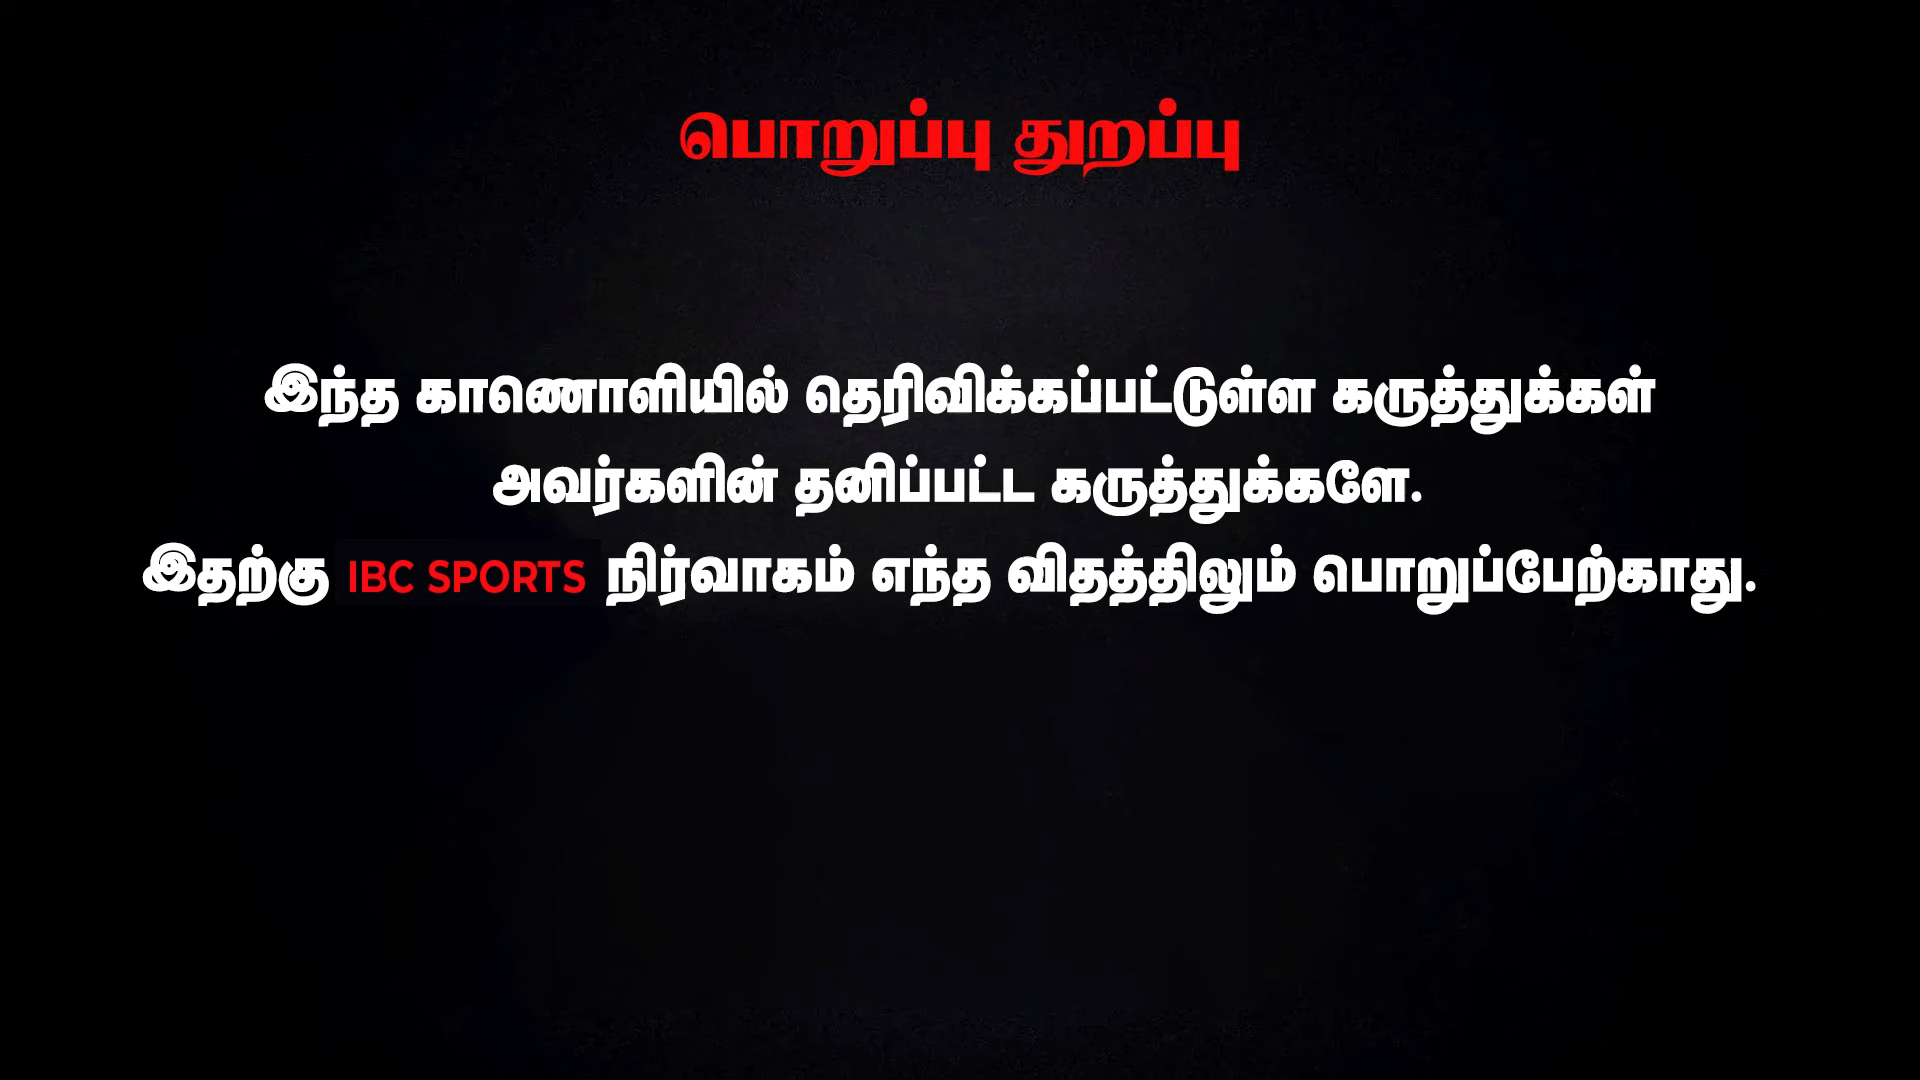 பொறுப்பு துறப்பு
இந்த காணொளியில் தெரிவிக்கப்பட்டுள்ள கருத்துக்கள்
அவர்களின் தனிப்பட்ட கருத்துக்களே.
இதற்கு IBC SPORTS நிர்வாகம் எந்த விதத்திலும் பொறுப்பேற்காது.